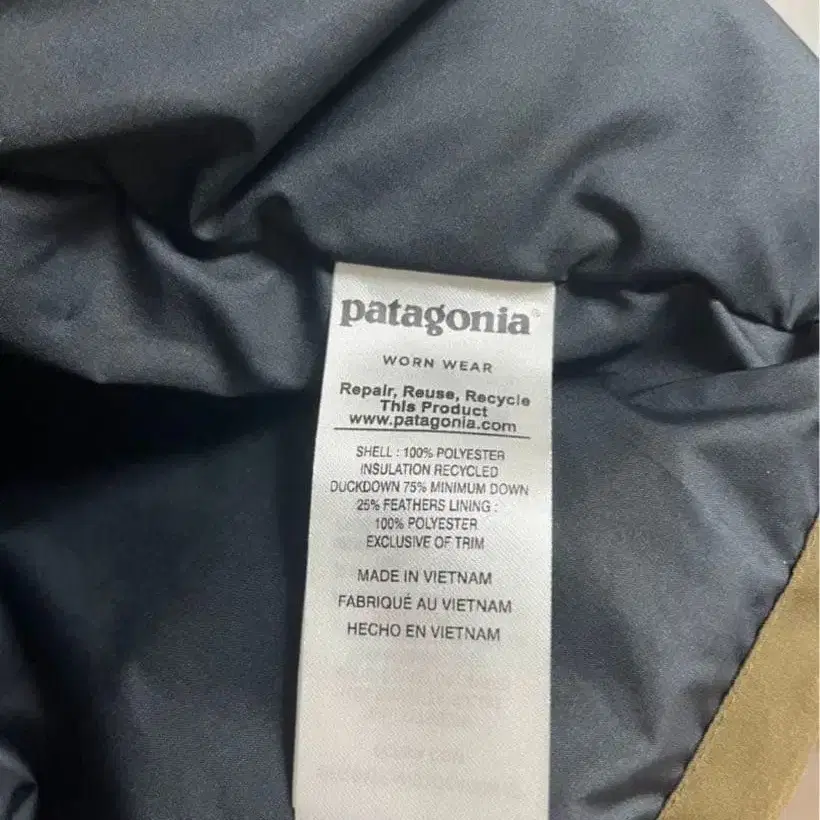 patagonia®
WORN WEAR
Repair, Reuse, Recycle
This Product
www.patagonia.com
SHELL : 100% POLYESTER
INSULATION RECYCLED
DUCKDOWN 75% MINIMUM DOWN
25% FEATHERS LINING :
100% POLYESTER
EXCLUSIVE OF TRIM
MADE IN VIETNAM
FABRIQUÉ AU VIETNAM
HECHO EN VIETNAM